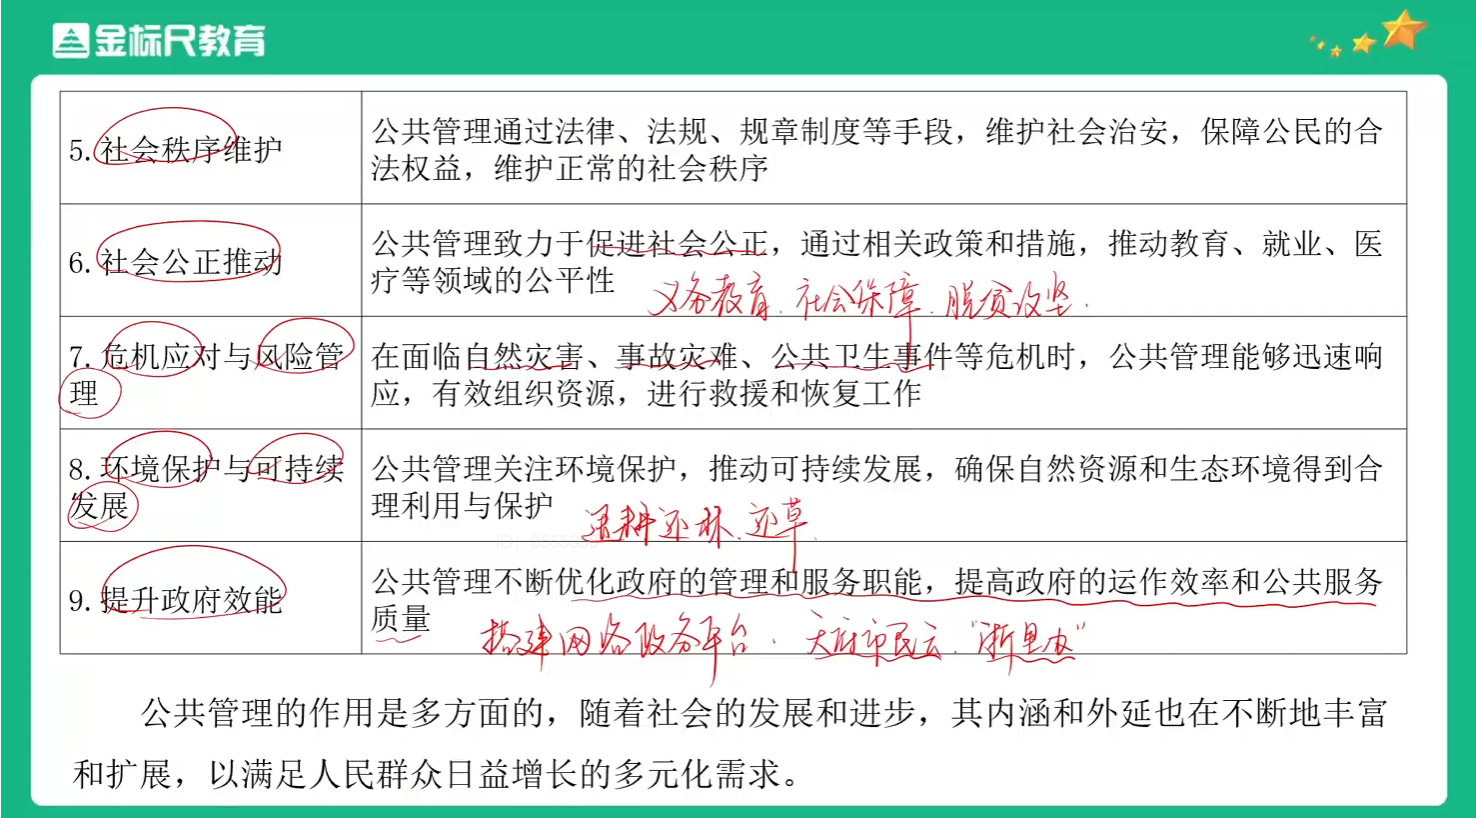 金标尺教育
5.社会秩序维护
公共管理通过法律、法规、规章制度等手段，维护社会治安，保障公民的合
法权益，维护正常的社会秩序
6.社会公正推动
公共管理致力于促进社会公正，通过相关政策和措施，推动教育、就业、医
疗等领域的公平性
义务教育.社会保障.脱贫攻坚.
7.危机应对与风险管
理
在面临自然灾害、事故灾难、公共卫生事件等危机时，公共管理能够迅速响
应，有效组织资源，进行救援和恢复工作
8.环境保护与可持续
发展
公共管理关注环境保护，推动可持续发展，确保自然资源和生态环境得到合
理利用与保护
退耕还林.还草.
9.提升政府效能
公共管理不断优化政府的管理和服务职能，提高政府的运作效率和公共服务
质量
搭建网络政务平台.天府市民云.“浙里办”
公共管理的作用是多方面的，随着社会的发展和进步，其内涵和外延也在不断地丰富
和扩展，以满足人民群众日益增长的多元化需求。